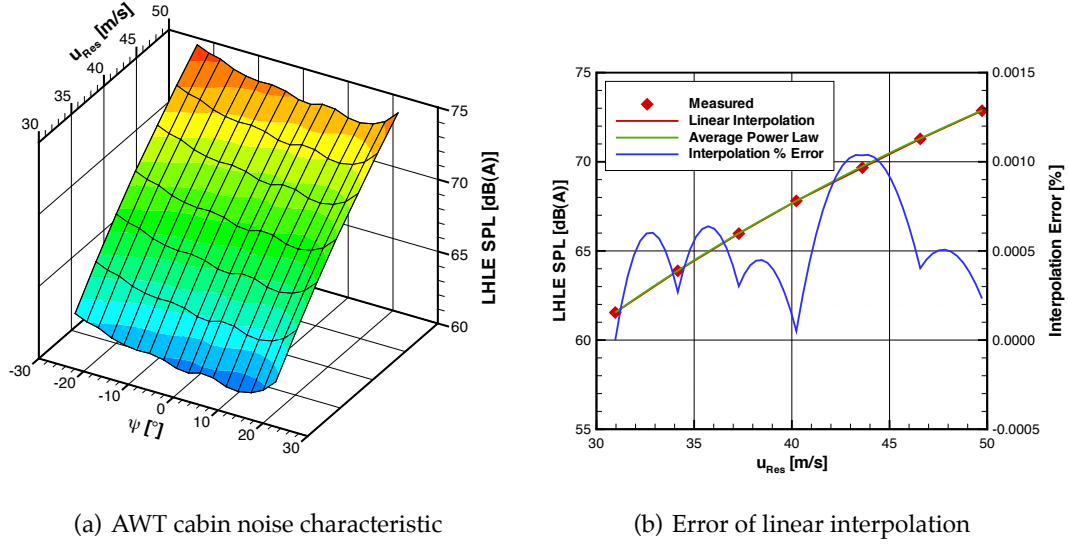 50
45
40
35
30
u_Res [m/s]
75
70
65
60
LHLE SPL [dB(A)]
-30
-20
-10
0
10
20
30
ψ [°]
(a) AWT cabin noise characteristic
b)
75
70
65
60
55
LHLE SPL [dB(A)]
Measured
Linear Interpolation
Average Power Law
Interpolation % Error
0.0015
0.0010
0.0005
0.0000
-0.0005
Interpolation Error [%]
30
35
40
45
50
u_Res [m/s]
(b) Error of linear interpolation
a)